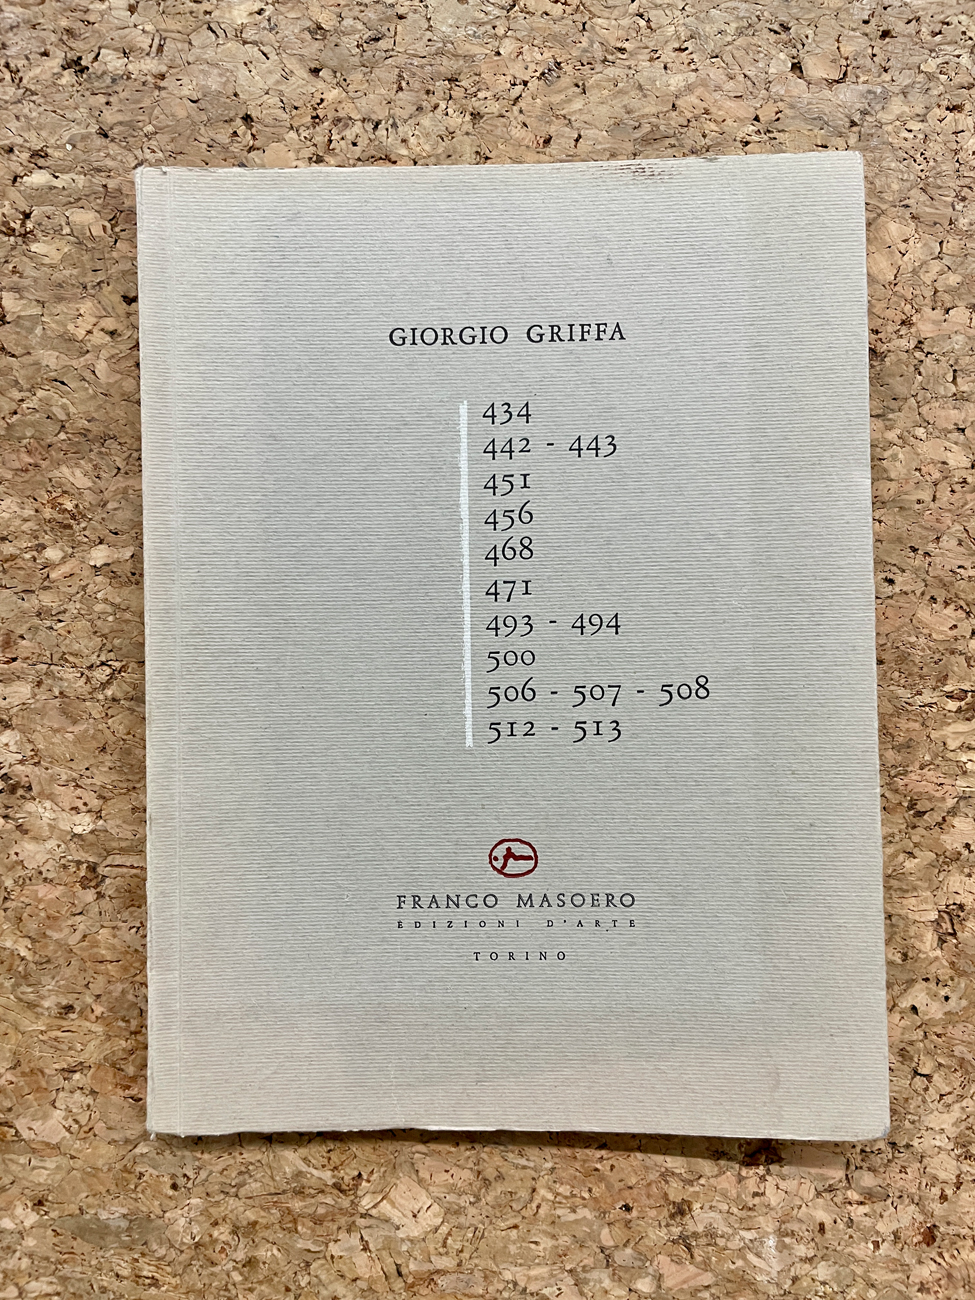 GIORGIO GRIFFA
434
442 - 443
451
456
468
471
493 - 494
500
506 - 507 - 508
512 - 513
FRANCO MASOERO
EDIZIONI D'ARTE
TORINO